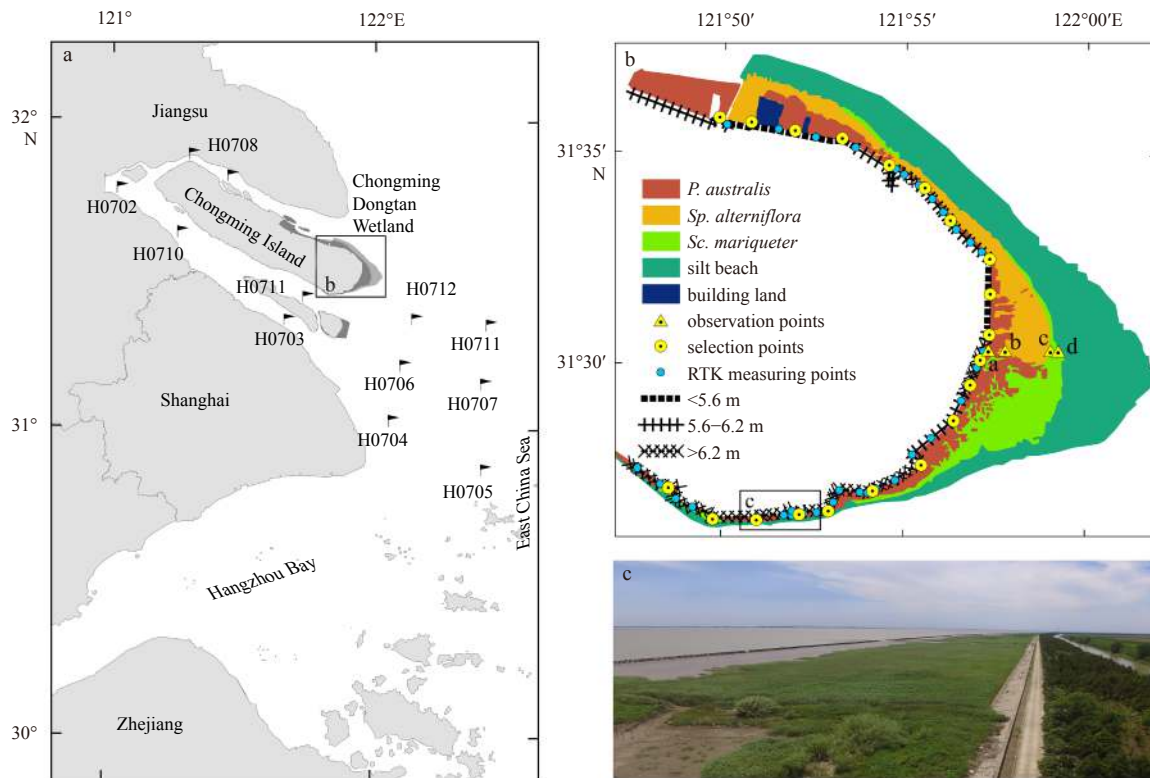 121°
122°E
a
32°
N
Jiangsu
H0708
H0702
Chongming Island
Chongming
Dongtan
Wetland
H0710
b
H0711
H0712
H0703
H0711
H0706
H0707
Shanghai
31°
H0704
H0705
East China Sea
Hangzhou Bay
30°
Zhejiang
121°50′
121°55′
122°00′E
b
31°35′
N
P. australis
Sp. alterniflora
Sc. mariqueter
silt beach
building land
observation points
selection points
RTK measuring points
<5.6 m
5.6−6.2 m
>6.2 m
31°30′
a
b
c
d
c
c